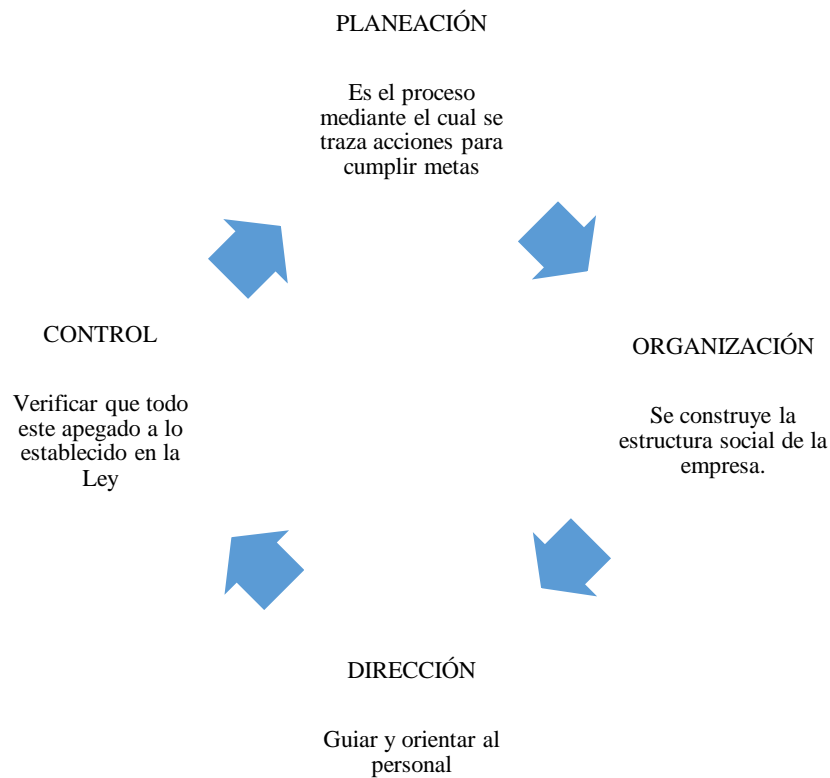 PLANEACIÓN
Es el proceso
mediante el cual se
traza acciones para
cumplir metas
ORGANIZACIÓN
Se construye la
estructura social de la
empresa.
DIRECCIÓN
Guiar y orientar al
personal
CONTROL
Verificar que todo
este apegado a lo
establecido en la
Ley